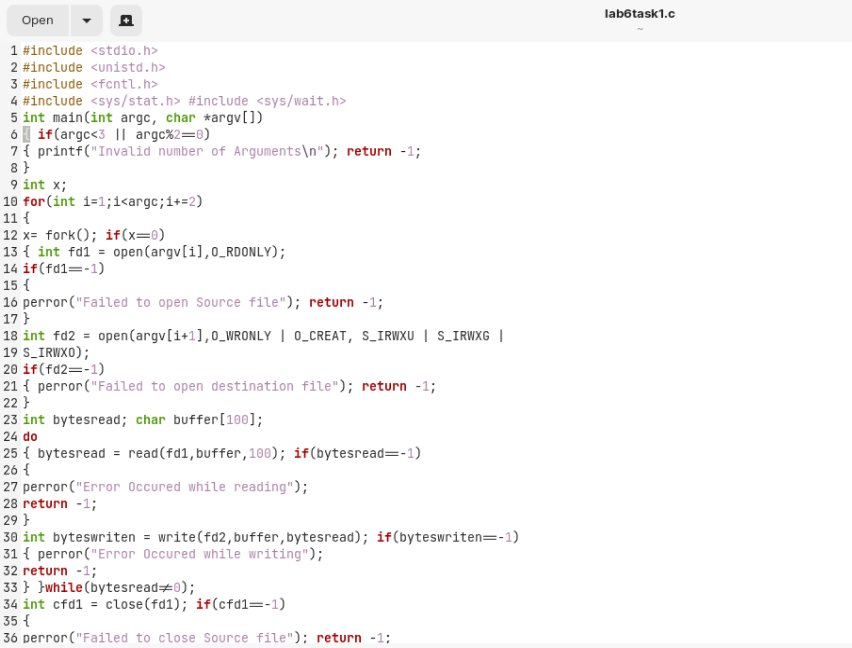 Open
lab6task1.c
~
1 #include <stdio.h>
2 #include <unistd.h>
3 #include <fcntl.h>
4 #include <sys/stat.h> #include <sys/wait.h>
5 int main(int argc, char *argv[])
6 { if(argc<3 || argc%2==0)
7 { printf("Invalid number of Arguments\n"); return -1;
8 }
9 int x;
10 for(int i=1;i<argc;i+=2)
11 {
12 x= fork(); if(x==0)
13 { int fd1 = open(argv[i],O_RDONLY);
14 if(fd1==-1)
15 {
16 perror("Failed to open Source file"); return -1;
17 }
18 int fd2 = open(argv[i+1],O_WRONLY | O_CREAT, S_IRWXU | S_IRWXG |
19 S_IRWXO);
20 if(fd2==-1)
21 { perror("Failed to open destination file"); return -1;
22 }
23 int bytesread; char buffer[100];
24 do
25 { bytesread = read(fd1,buffer,100); if(bytesread==-1)
26 {
27 perror("Error Occured while reading");
28 return -1;
29 }
30 int byteswriten = write(fd2,buffer,bytesread); if(byteswriten==-1)
31 { perror("Error Occured while writing");
32 return -1;
33 } }while(bytesread!=0);
34 int cfd1 = close(fd1); if(cfd1==-1)
35 {
36 perror("Failed to close Source file"); return -1;